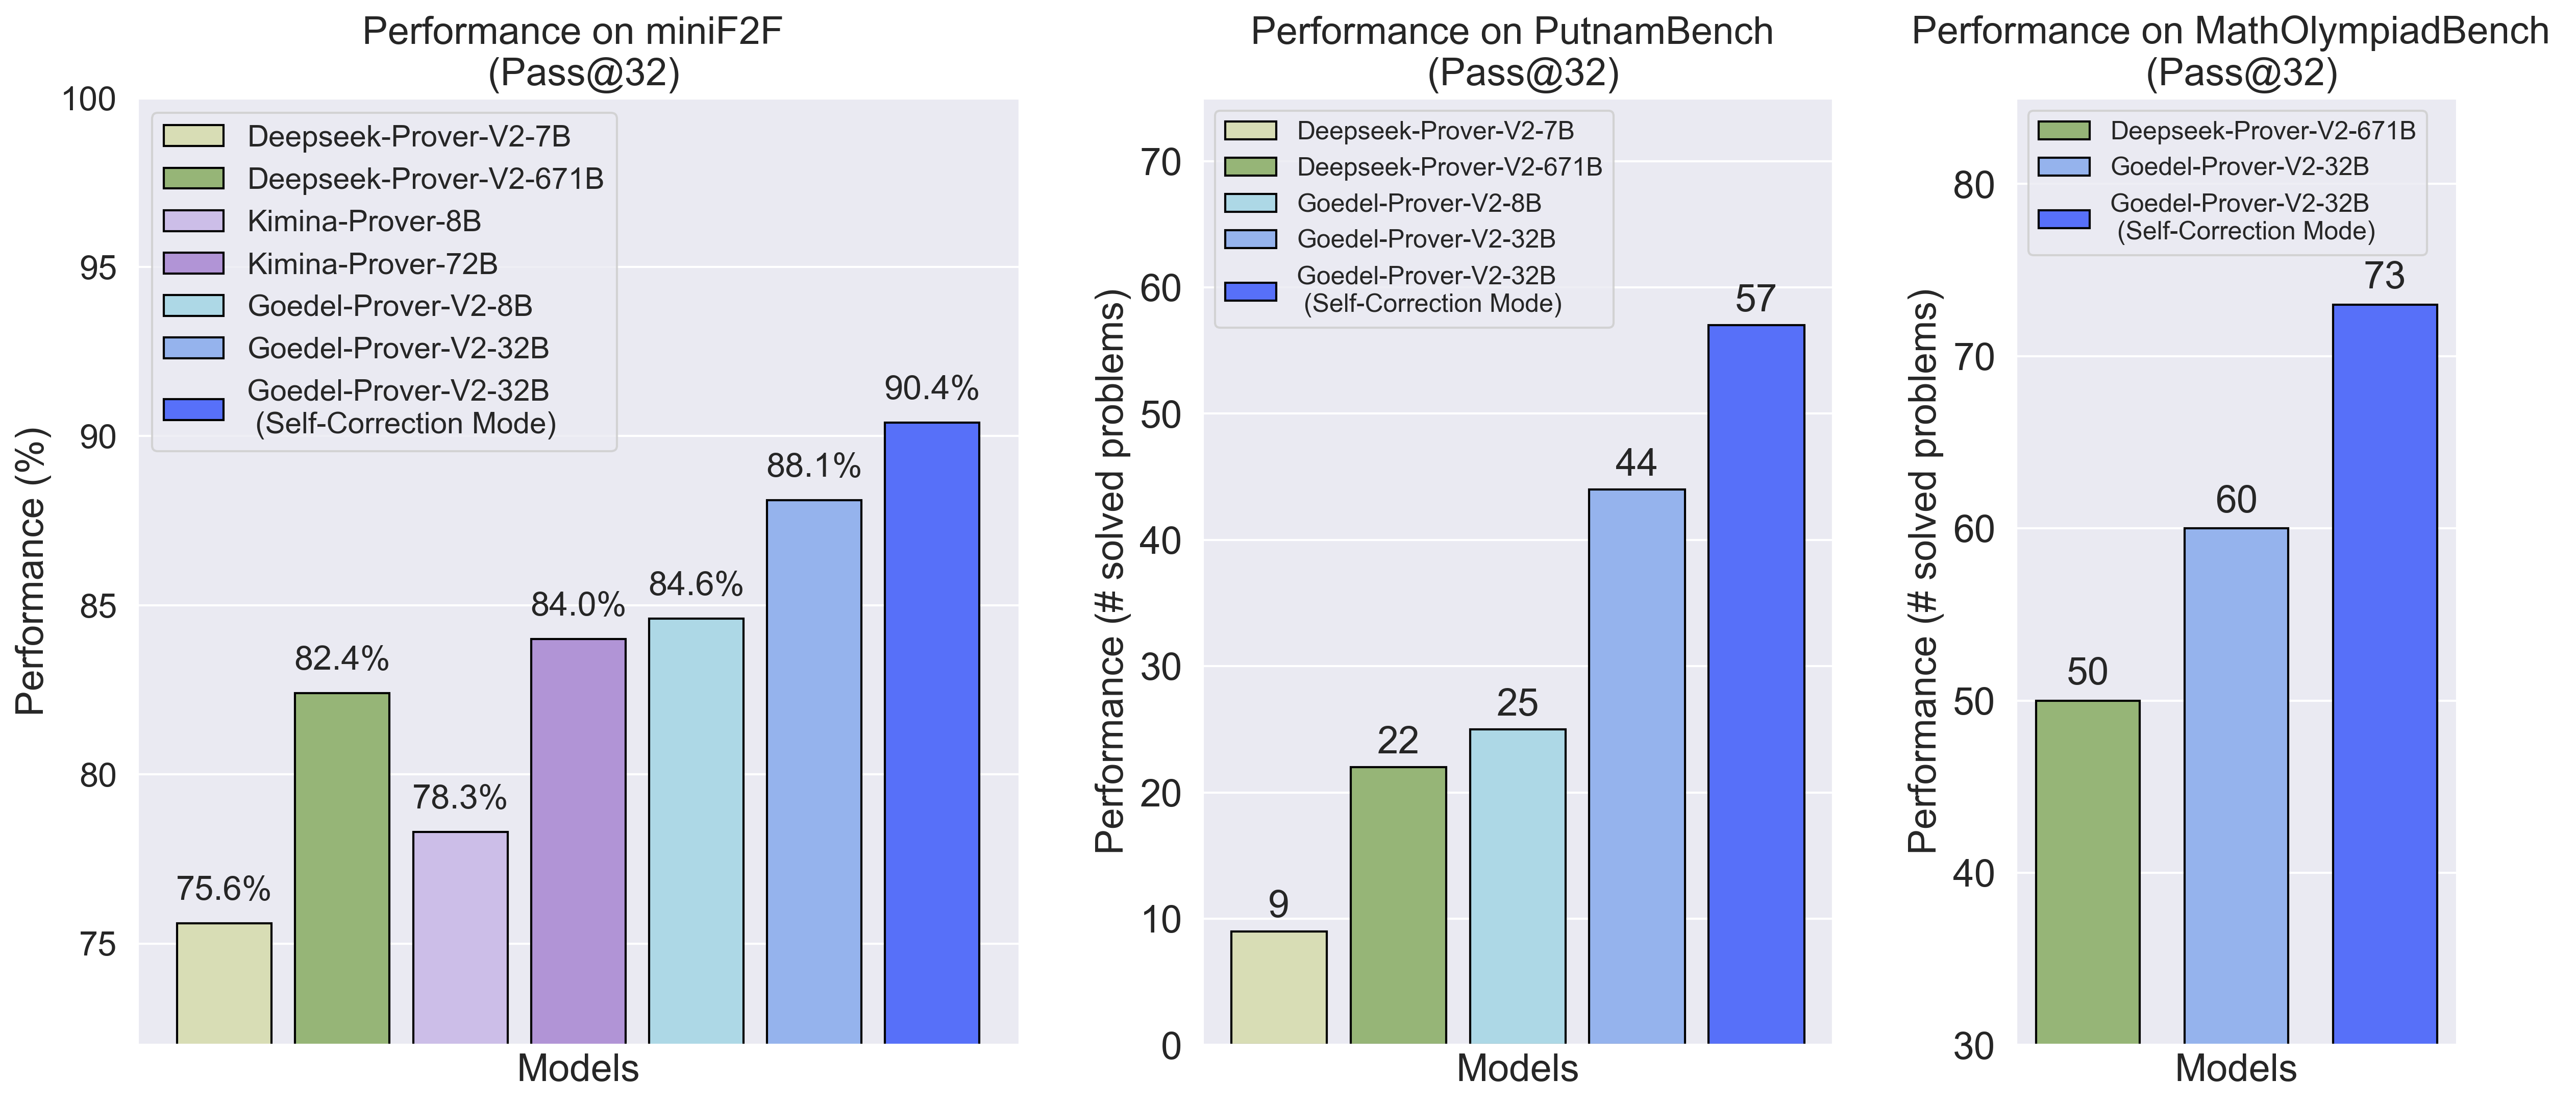 Performance on miniF2F
(Pass@32)
Performance (%)
100
95
90
85
80
75
Deepseek-Prover-V2-7B
Deepseek-Prover-V2-671B
Kimina-Prover-8B
Kimina-Prover-72B
Goedel-Prover-V2-8B
Goedel-Prover-V2-32B
Goedel-Prover-V2-32B
(Self-Correction Mode)
75.6%
82.4%
78.3%
84.0%
84.6%
88.1%
90.4%
Models
Performance on PutnamBench
(Pass@32)
Performance (# solved problems)
70
60
50
40
30
20
10
0
Deepseek-Prover-V2-7B
Deepseek-Prover-V2-671B
Goedel-Prover-V2-8B
Goedel-Prover-V2-32B
Goedel-Prover-V2-32B
(Self-Correction Mode)
9
22
25
44
57
Models
Performance on MathOlympiadBench
(Pass@32)
Performance (# solved problems)
80
70
60
50
40
30
Deepseek-Prover-V2-671B
Goedel-Prover-V2-32B
Goedel-Prover-V2-32B
(Self-Correction Mode)
50
60
73
Models